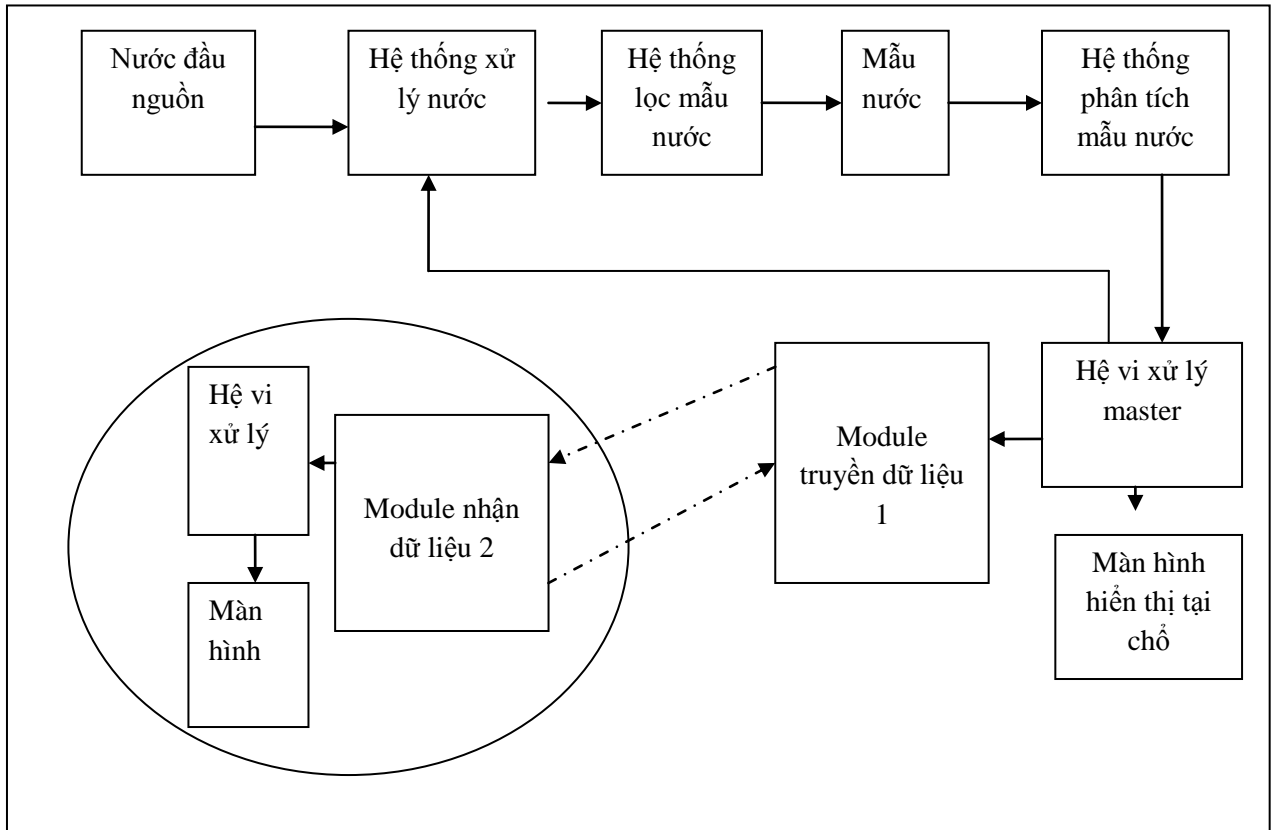 Nước đầu
nguồn
Hệ thống xử
lý nước
Hệ thống
lọc mẫu
nước
Mẫu
nước
Hệ thống
phân tích
mẫu nước
Hệ vi
xử lý
Module nhận
dữ liệu 2
Màn
hình
Module
truyền dữ liệu
1
Hệ vi xử lý
master
Màn hình
hiển thị tại
chổ